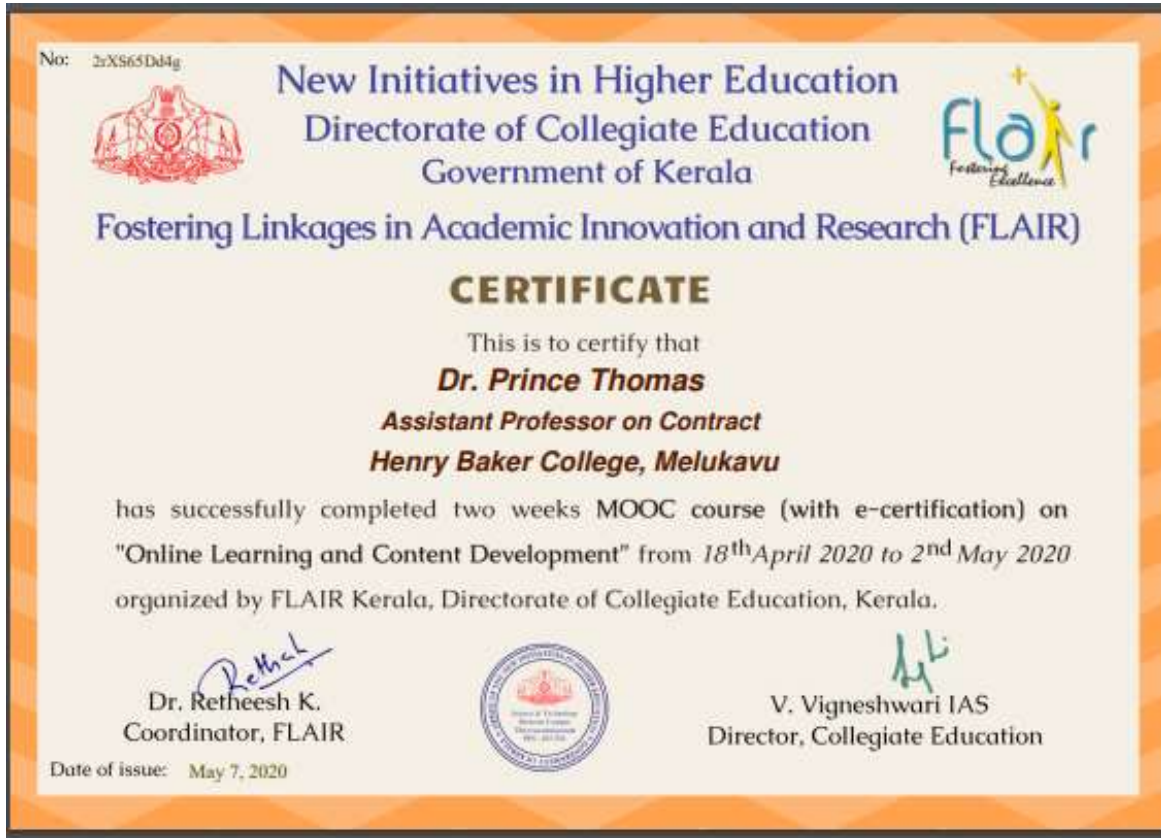 No: 2rXS65Dd4g
New Initiatives in Higher Education
Directorate of Collegiate Education
Government of Kerala
Flair
Fostering
Excellence
Fostering Linkages in Academic Innovation and Research (FLAIR)
CERTIFICATE
This is to certify that
Dr. Prince Thomas
Assistant Professor on Contract
Henry Baker College, Melukavu
has successfully completed two weeks MOOC course (with e-certification) on
"Online Learning and Content Development" from 18th April 2020 to 2nd May 2020
organized by FLAIR Kerala, Directorate of Collegiate Education, Kerala.
Dr. Retheesh K.
Coordinator, FLAIR
V. Vigneshwari IAS
Director, Collegiate Education
Date of issue: May 7, 2020